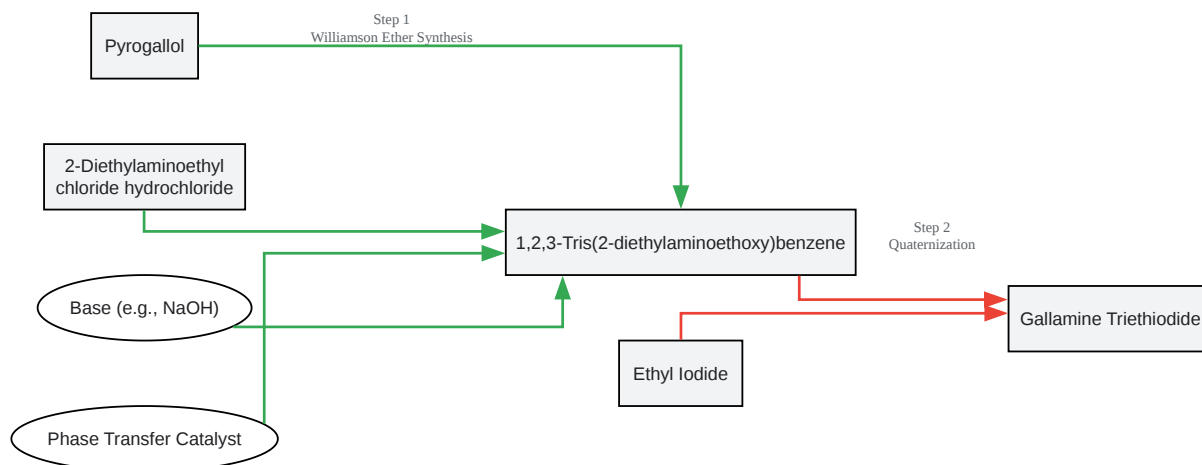 Pyrogallol
Step 1
Williamson Ether Synthesis
2-Diethylaminoethyl
chloride hydrochloride
1,2,3-Tris(2-diethylaminoethoxy)benzene
Step 2
Quaternization
Base (e.g., NaOH)
Gallamine Triethiodide
Ethyl Iodide
Phase Transfer Catalyst